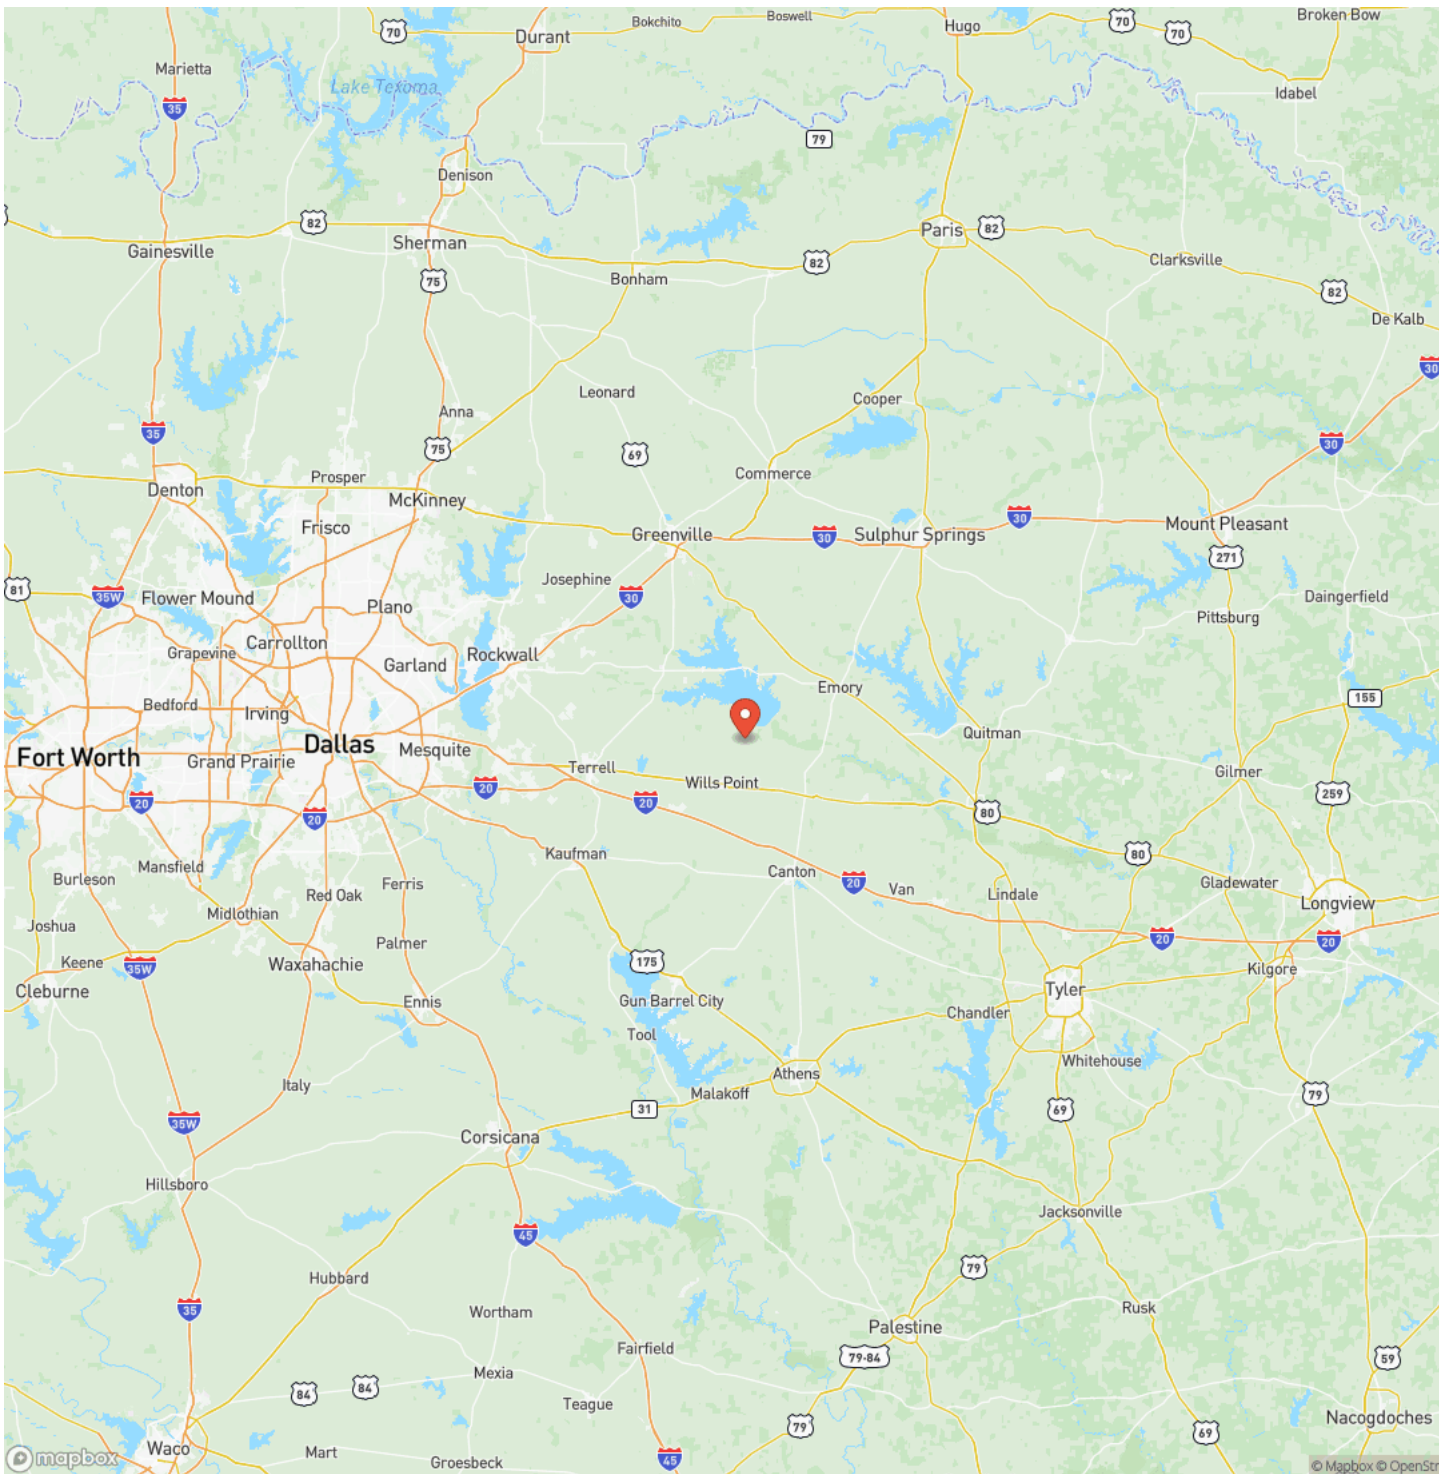 Boswell
Broken Bow
Bokchito
70
70
70
Hugo
Durant
Marietta
Lake Texoma
Idabel
35
79
Denison
82
Paris
82
Sherman
Gainesville
82
Clarksville
75
Bonham
82
De Kalb
30
Leonard
Cooper
Anna
35
75
30
69
Commerce
Prosper
Denton
McKinney
30
Mount Pleasant
Frisco
Greenville
30
Sulphur Springs
271
Josephine
81
35W
Flower Mound
30
Daingerfield
Plano
Pittsburg
Carrollton
Grapevine
Rockwall
Garland
Emory
155
Bedford
Irving
Quitman
Dallas
Mesquite
Fort Worth
Grand Prairie
Terrell
Gilmer
Wills Point
20
259
20
20
80
20
80
Kaufman
Mansfield
Canton
Burleson
20
Gladewater
Ferris
Van
Red Oak
Lindale
Longview
Midlothian
Joshua
20
20
Palmer
175
Keene
35W
Waxahachie
Kilgore
Cleburne
Tyler
Ennis
Gun Barrel City
Chandler
Tool
Whitehouse
Athens
Italy
Malakoff
79
31
69
35W
Corsicana
Hillsboro
Jacksonville
45
79
Hubbard
35
Wortham
Rusk
Palestine
Fairfield
79-84
59
Mexia
84
84
Teague
Nacogdoches
79
69
Waco
Mart
mapbox
45
Groesbeck
© Mapbox © OpenStr